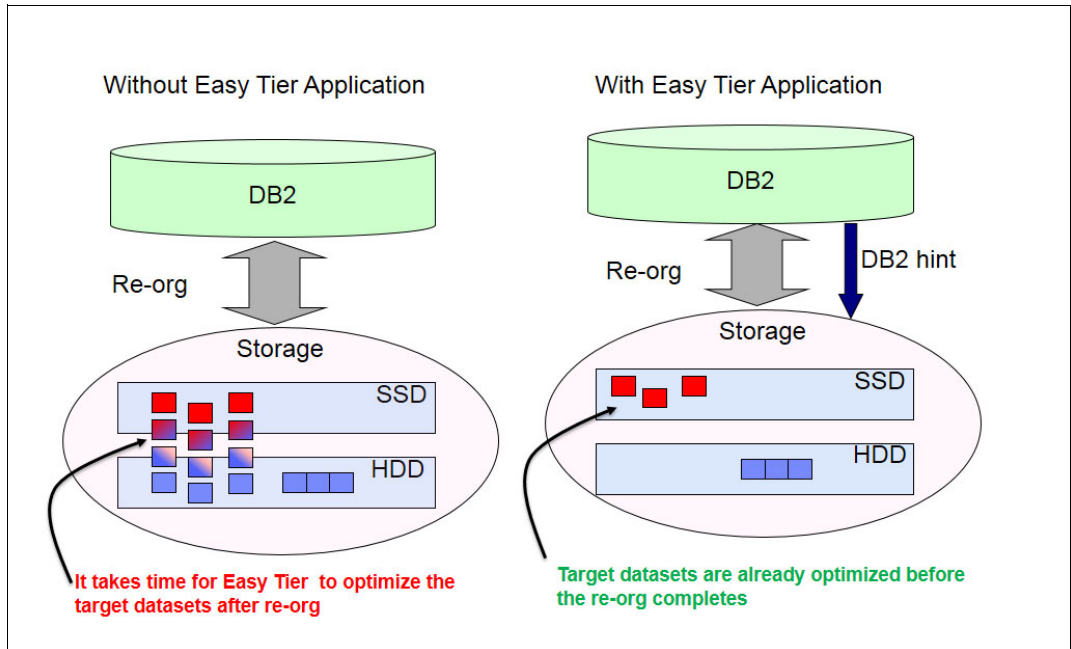 Without Easy Tier Application
DB2
Re-org
Storage
SSD
HDD
It takes time for Easy Tier to optimize the
target datasets after re-org
With Easy Tier Application
DB2
Re-org
DB2 hint
Storage
SSD
HDD
Target datasets are already optimized before
the re-org completes